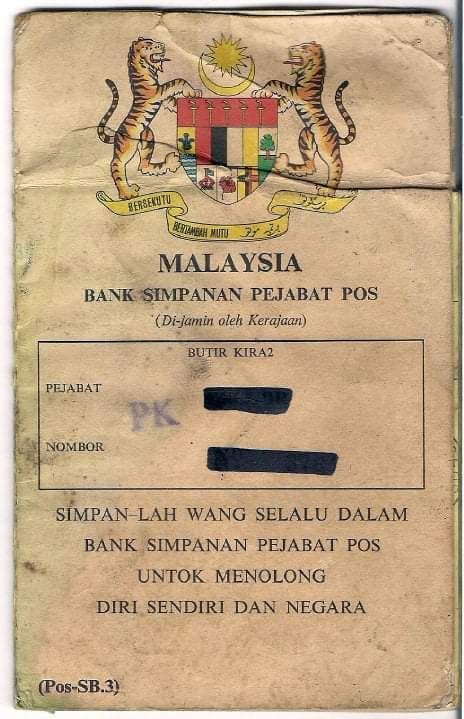 BERSEKUTU
BERTAMBAH MUTU
MALAYSIA
BANK SIMPANAN PEJABAT POS
(Di-jamin oleh Kerajaan)
BUTIR KIRA2
PEJABAT
PK
NOMBOR
SIMPAN-LAH WANG SELALU DALAM
BANK SIMPANAN PEJABAT POS
UNTOK MENOLONG
DIRI SENDIRI DAN NEGARA
(Pos-SB.3)